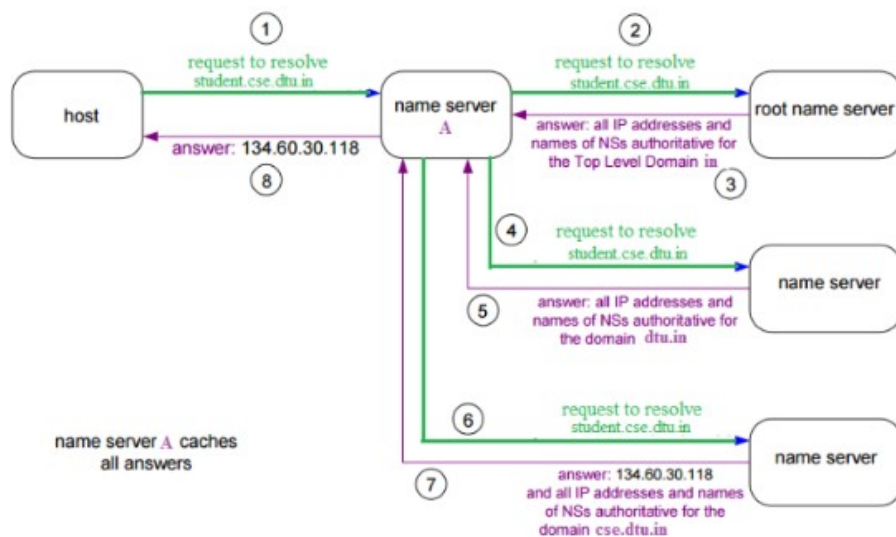 1
request to resolve
student.cse.dtu.in
2
request to resolve
student.cse.dtu.in
host
name server
A
root name server
answer: 134.60.30.118
8
answer: all IP addresses and
names of NSs authoritative for
the Top Level Domain in
3
4
request to resolve
student.cse.dtu.in
name server
5
answer: all IP addresses and
names of NSs authoritative for
the domain dtu.in
6
request to resolve
student.cse.dtu.in
name server A caches
all answers
name server
7
answer: 134.60.30.118
and all IP addresses and names
of NSs authoritative for the
domain cse.dtu.in